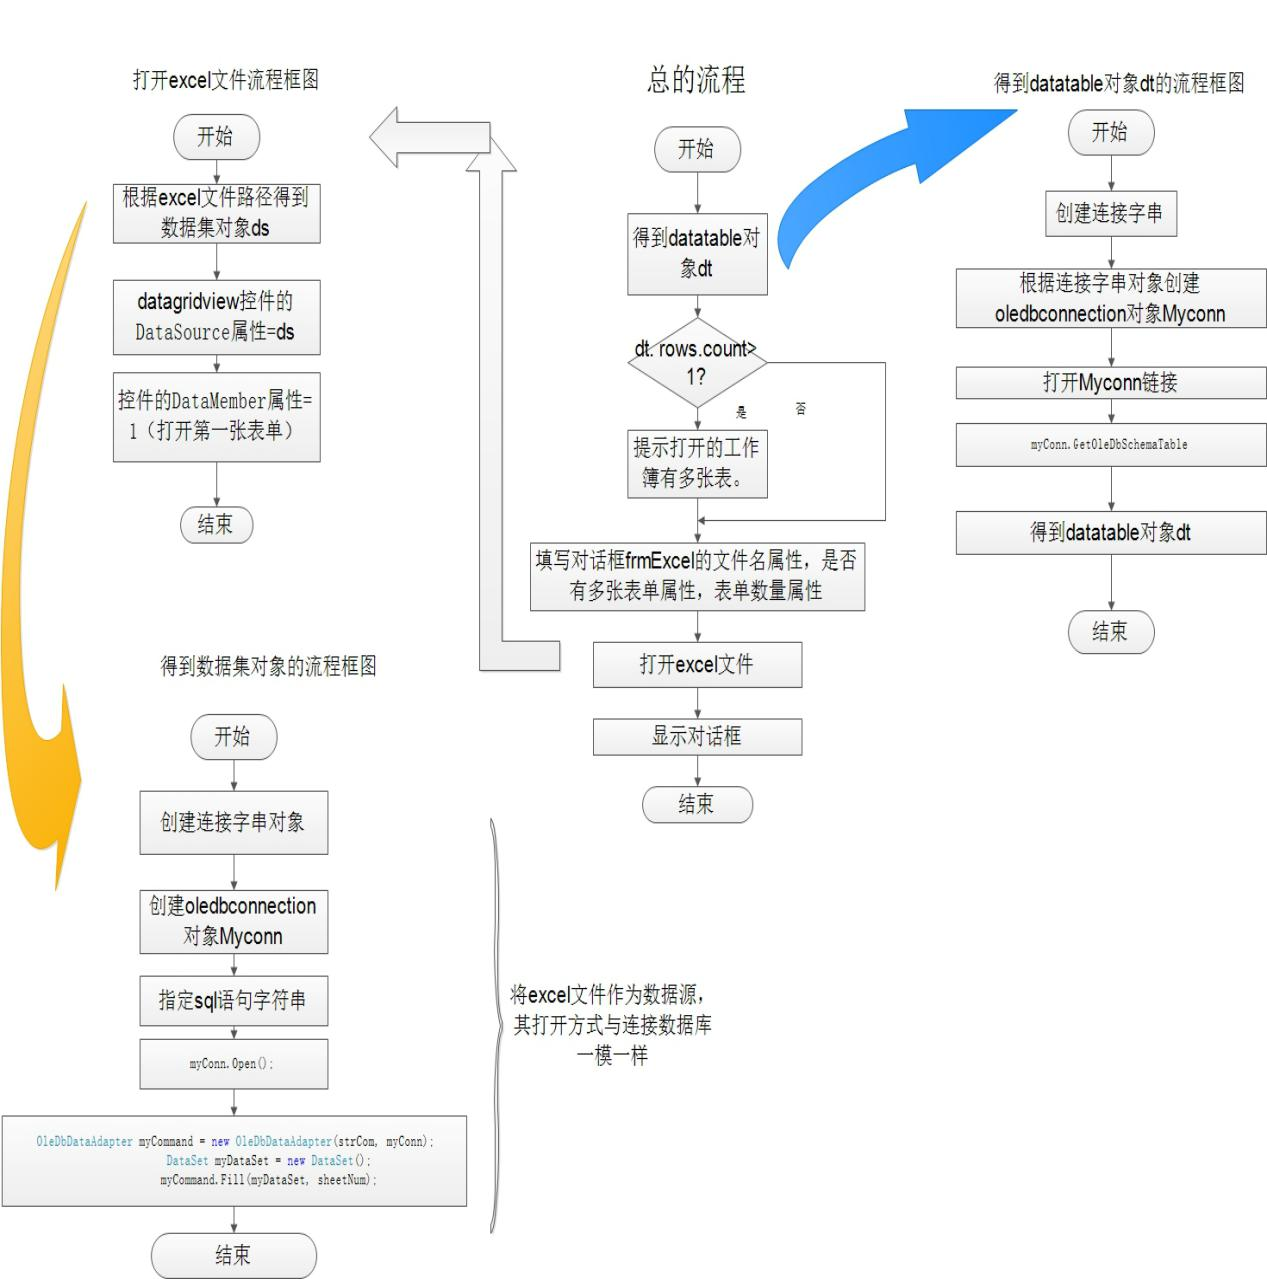 打开excel文件流程框图
开始
根据excel文件路径得到
数据集对象ds
datagridview控件的
DataSource属性=ds
控件的DataMember属性=
1（打开第一张表单）
结束
总的流程
开始
得到datatable对
象dt
dt. rows.count>
1?
是
否
提示打开的工作
簿有多张表。
填写对话框frmExcel的文件名属性，是否
有多张表单属性，表单数量属性
打开excel文件
显示对话框
结束
得到datatable对象dt的流程框图
开始
创建连接字串
根据连接字串对象创建
oledbconnection对象Myconn
打开Myconn链接
myConn.GetOleDbSchemaTable
得到datatable对象dt
结束
得到数据集对象的流程框图
开始
创建连接字串对象
创建oledbconnection
对象Myconn
指定sql语句字符串
myConn.Open();
OleDbDataAdapter myCommand = new OleDbDataAdapter(strCom, myConn);
DataSet myDataSet = new DataSet();
myCommand.Fill(myDataSet, sheetNum);
结束
将excel文件作为数据源，
其打开方式与连接数据库
一模一样